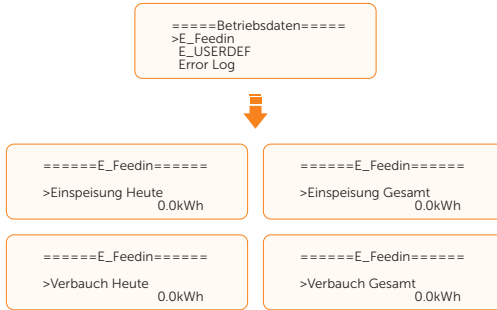 =====Betriebsdaten=====
>E_Feedin
E_USERDEF
Error Log
======E_Feedin======
>Einspeisung Heute
0.0kWh
======E_Feedin======
>Einspeisung Gesamt
0.0kWh
======E_Feedin======
>Verbauch Heute
0.0kWh
======E_Feedin======
>Verbauch Gesamt
0.0kWh